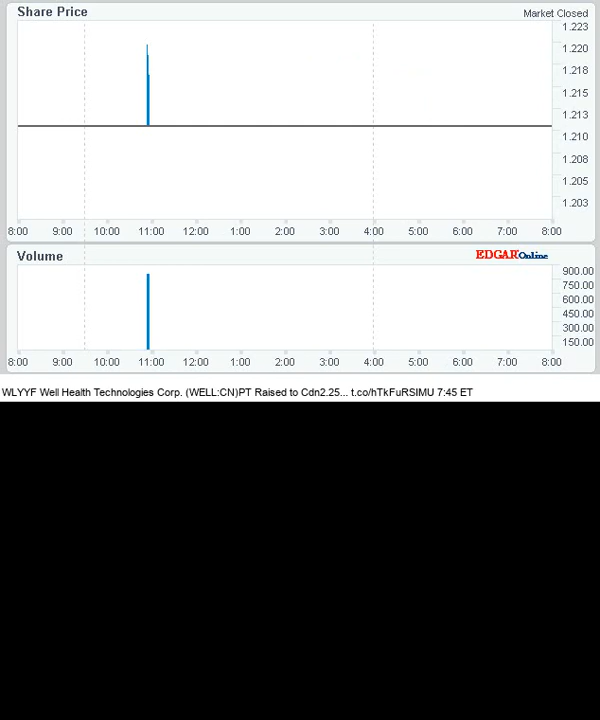 Share Price
Market Closed
1.223
1.220
1.218
1.215
1.213
1.210
1.208
1.205
1.203
8:00 9:00 10:00 11:00 12:00 1:00 2:00 3:00 4:00 5:00 6:00 7:00 8:00
Volume
EDGAR Online
900.00
750.00
600.00
450.00
300.00
150.00
8:00 9:00 10:00 11:00 12:00 1:00 2:00 3:00 4:00 5:00 6:00 7:00 8:00
WLYYF Well Health Technologies Corp. (WELL:CN)PT Raised to Cdn2.25... t.co/hTkFuRSIMU 7:45 ET